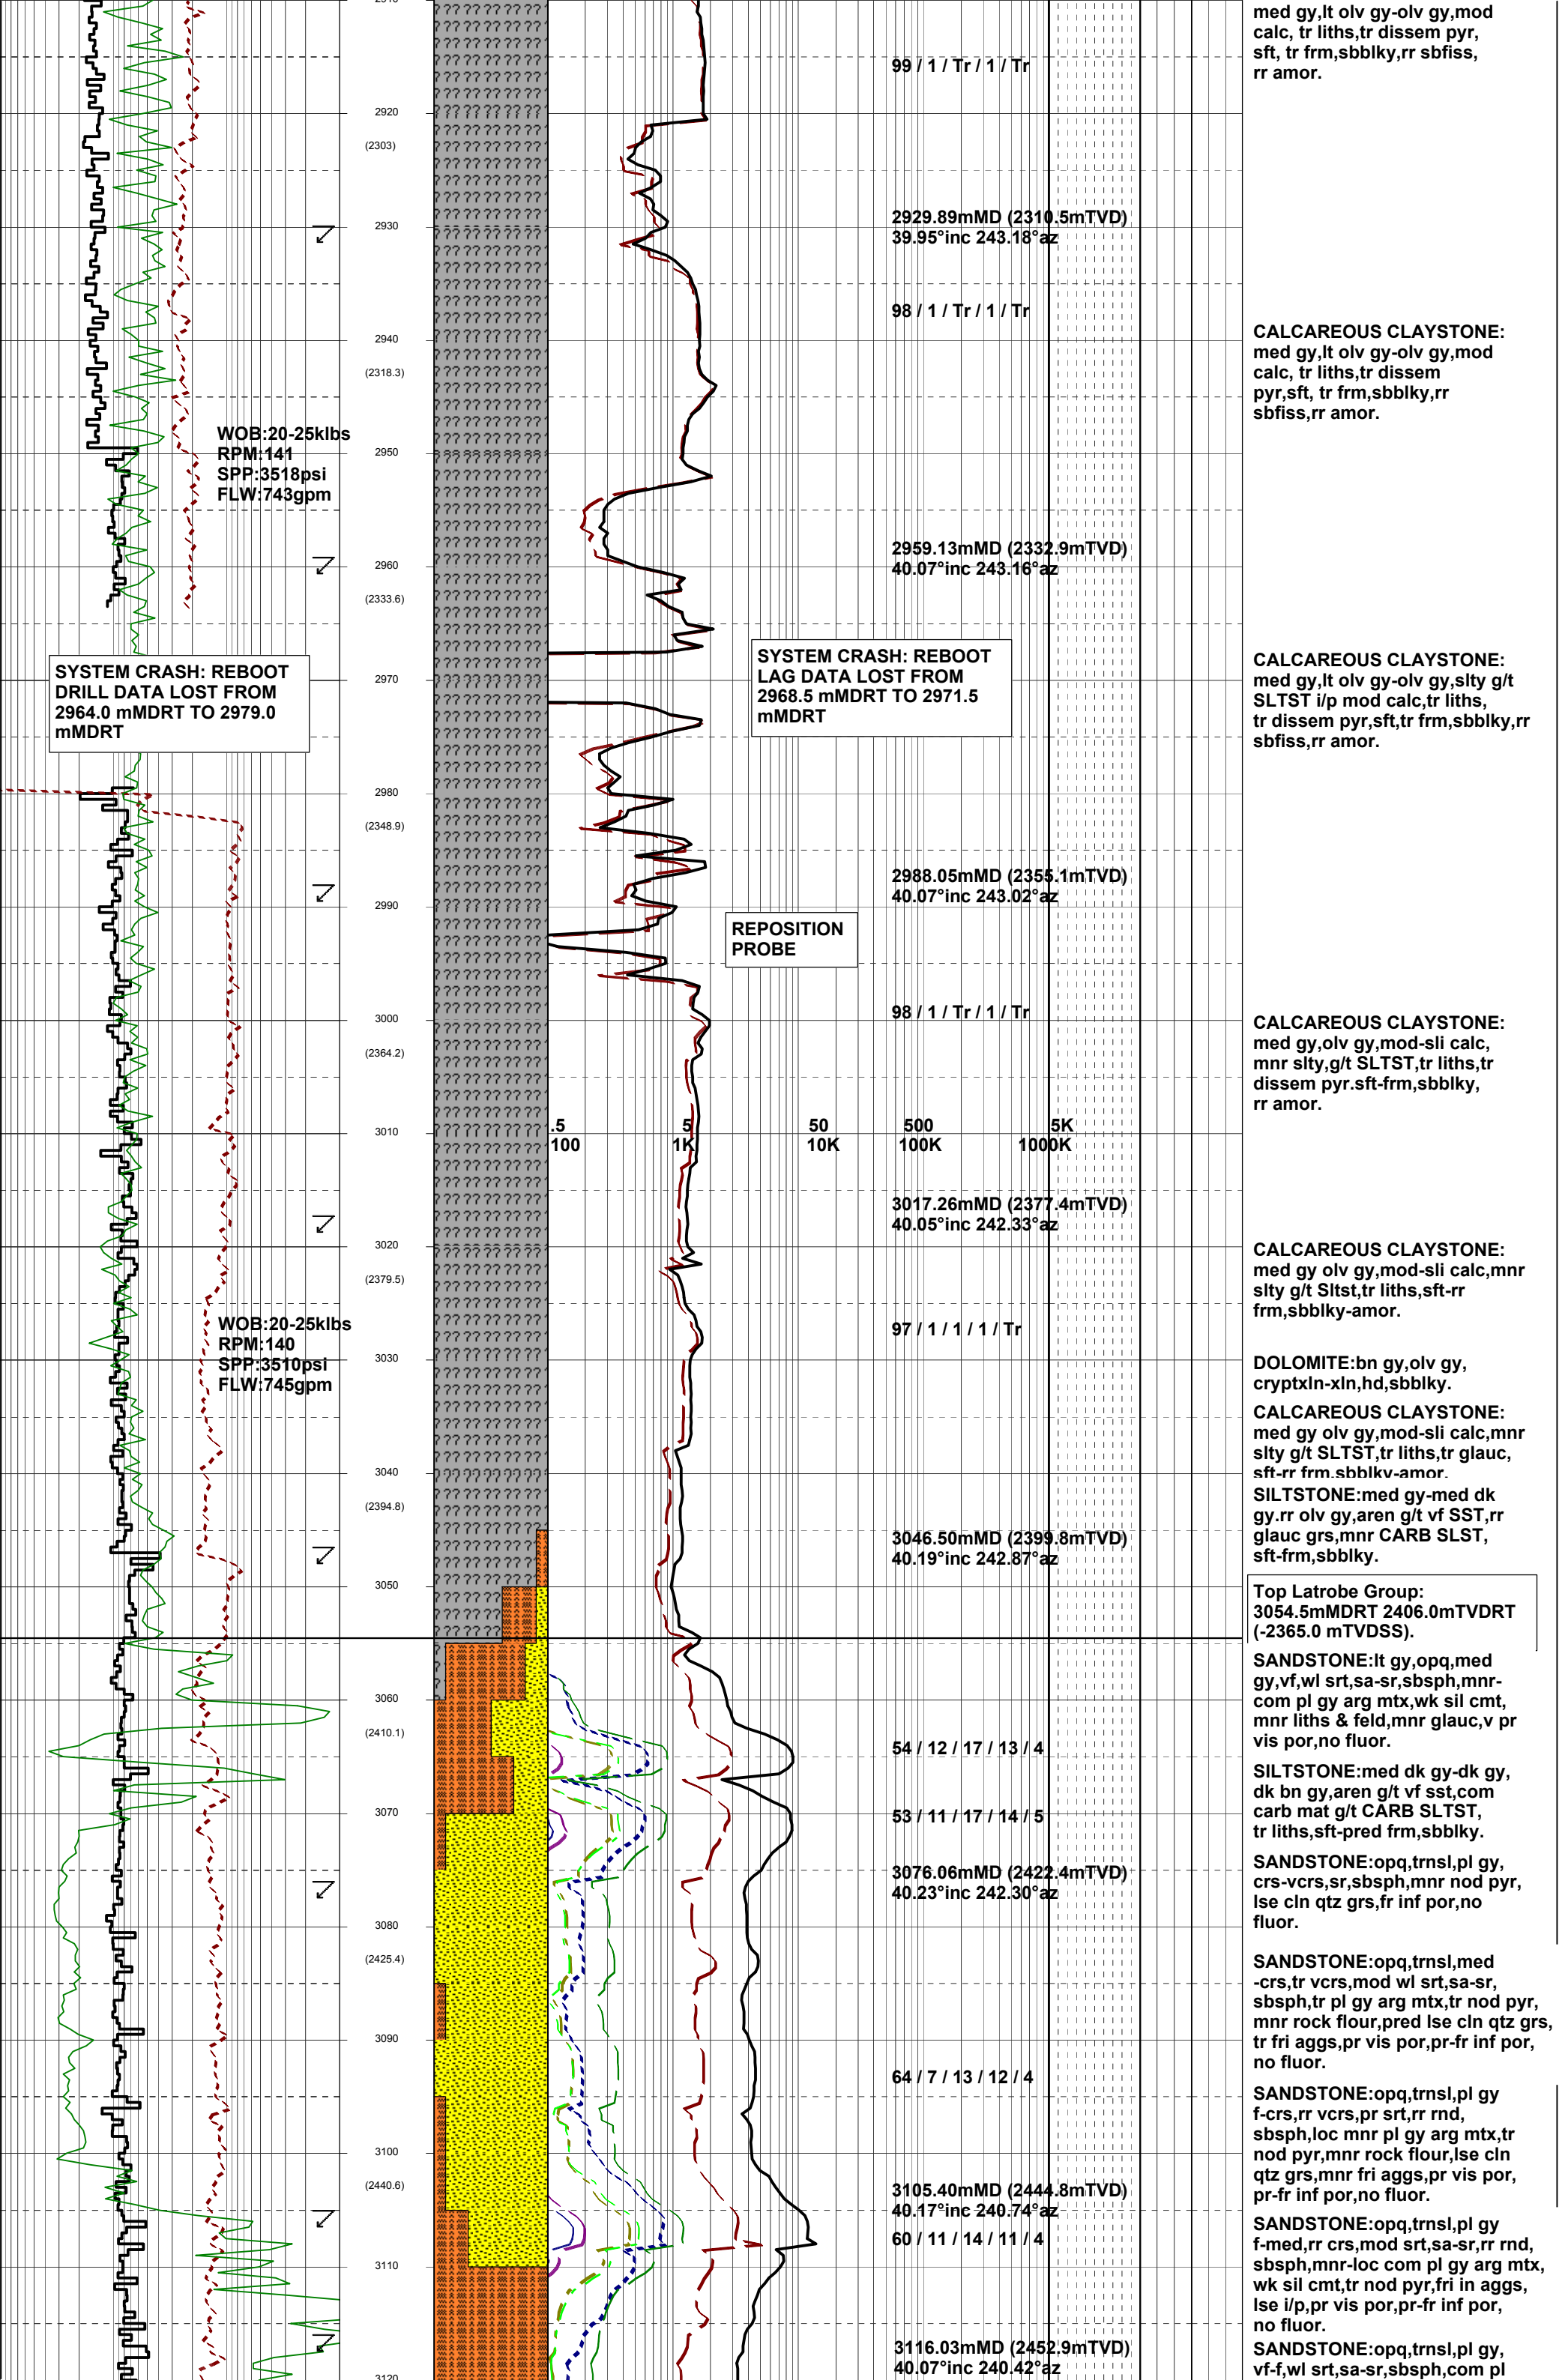 med gy,lt olv gy-olv gy,mod
calc, tr liths,tr dissem pyr,
sft, tr frm,sbblky,rr sbfiss,
rr amor.
99 / 1 / Tr / 1 / Tr
2920
(2303)
2929.89mMD (2310.5mTVD)
39.95°inc 243.18°az
2930
98 / 1 / Tr / 1 / Tr
CALCAREOUS CLAYSTONE:
med gy,lt olv gy-olv gy,mod
calc, tr liths,tr dissem
pyr,sft, tr frm,sbblky,rr
sbfiss,rr amor.
2940
(2318.3)
WOB:20-25klbs
RPM:141
SPP:3518psi
FLW:743gpm
2950
2959.13mMD (2332.9mTVD)
40.07°inc 243.16°az
2960
(2333.6)
SYSTEM CRASH: REBOOT
DRILL DATA LOST FROM
2964.0 mMDRT TO 2979.0
mMDRT
2970
SYSTEM CRASH: REBOOT
LAG DATA LOST FROM
2968.5 mMDRT TO 2971.5
mMDRT
CALCAREOUS CLAYSTONE:
med gy,lt olv gy-olv gy,slty g/t
SLTST i/p mod calc,tr liths,
tr dissem pyr,sft,tr frm,sbblky,rr
sbfiss,rr amor.
2980
(2348.9)
2988.05mMD (2355.1mTVD)
40.07°inc 243.02°az
2990
REPOSITION
PROBE
98 / 1 / Tr / 1 / Tr
3000
(2364.2)
CALCAREOUS CLAYSTONE:
med gy,olv gy,mod-sli calc,
mnr slty,g/t SLTST,tr liths,tr
dissem pyr.sft-frm,sbblky,
rr amor.
3010
.5 5 50 500 5K
100 1K 10K 100K 1000K
3017.26mMD (2377.4mTVD)
40.05°inc 242.33°az
3020
(2379.5)
CALCAREOUS CLAYSTONE:
med gy olv gy,mod-sli calc,mnr
slty g/t Sltst,tr liths,sft-rr
frm,sbblky-amor.
WOB:20-25klbs
RPM:140
SPP:3510psi
FLW:745gpm
97 / 1 / 1 / 1 / Tr
3030
DOLOMITE:bn gy,olv gy,
cryptxln-xln,hd,sbblky.
CALCAREOUS CLAYSTONE:
med gy olv gy,mod-sli calc,mnr
slty g/t SLTST,tr liths,tr glauc,
sft-rr frm,sbblky-amor.
3040
(2394.8)
SILTSTONE:med gy-med dk
gy.rr olv gy,aren g/t vf SST,rr
glauc grs,mnr CARB SLST,
sft-frm,sbblky.
3046.50mMD (2399.8mTVD)
40.19°inc 242.87°az
3050
Top Latrobe Group:
3054.5mMDRT 2406.0mTVDRT
(-2365.0 mTVDSS).
SANDSTONE:lt gy,opq,med
gy,vf,wl srt,sa-sr,sbsph,mnr-
com pl gy arg mtx,wk sil cmt,
mnr liths & feld,mnr glauc,v pr
vis por,no fluor.
3060
(2410.1)
54 / 12 / 17 / 13 / 4
SILTSTONE:med dk gy-dk gy,
dk bn gy,aren g/t vf sst,com
carb mat g/t CARB SLTST,
tr liths,sft-pred frm,sbblky.
3070
53 / 11 / 17 / 14 / 5
SANDSTONE:opq,trnsl,pl gy,
crs-vcrs,sr,sbsph,mnr nod pyr,
lse cln qtz grs,fr inf por,no
fluor.
3076.06mMD (2422.4mTVD)
40.23°inc 242.30°az
3080
(2425.4)
SANDSTONE:opq,trnsl,med
-crs,tr vcrs,mod wl srt,sa-sr,
sbsph,tr pl gy arg mtx,tr nod pyr,
mnr rock flour,pred lse cln qtz grs,
tr fri aggs,pr vis por,pr-fr inf por,
no fluor.
3090
64 / 7 / 13 / 12 / 4
SANDSTONE:opq,trnsl,pl gy
f-crs,rr vcrs,pr srt,rr rnd,
sbsph,loc mnr pl gy arg mtx,tr
nod pyr,mnr rock flour,lse cln
qtz grs,mnr fri aggs,pr vis por,
pr-fr inf por,no fluor.
3100
(2440.6)
3105.40mMD (2444.8mTVD)
40.17°inc 240.74°az
60 / 11 / 14 / 11 / 4
3110
SANDSTONE:opq,trnsl,pl gy
f-med,rr crs,mod srt,sa-sr,rr rnd,
sbsph,mnr-loc com pl gy arg mtx,
wk sil cmt,tr nod pyr,fri in aggs,
lse i/p,pr vis por,pr-fr inf por,
no fluor.
3116.03mMD (2452.9mTVD)
40.07°inc 240.42°az
SANDSTONE:opq,trnsl,pl gy,
vf-f,wl srt,sa-sr,sbsph,com pl
3120